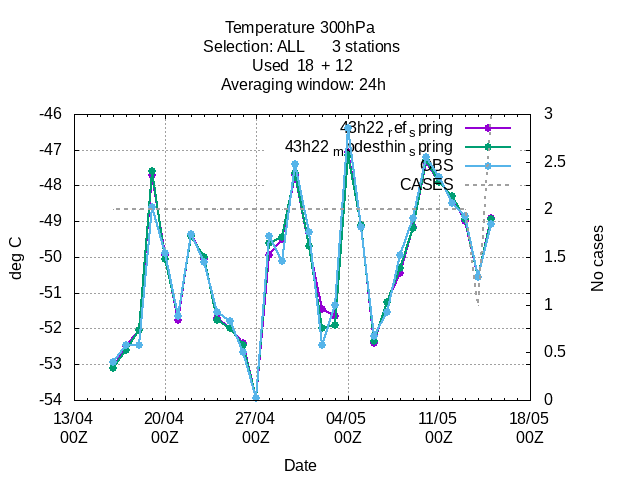 Temperature 300hPa
Selection: ALL 3 stations
Used 18 + 12
Averaging window: 24h
43h22_ref_spring
43h22_modesthin_spring
OBS
CASES
-46
-47
-48
-49
-50
-51
-52
-53
-54
deg C
3
2.5
2
1.5
1
0.5
0
No cases
13/04 20/04 27/04 04/05 11/05 18/05
00Z 00Z 00Z 00Z 00Z 00Z
Date